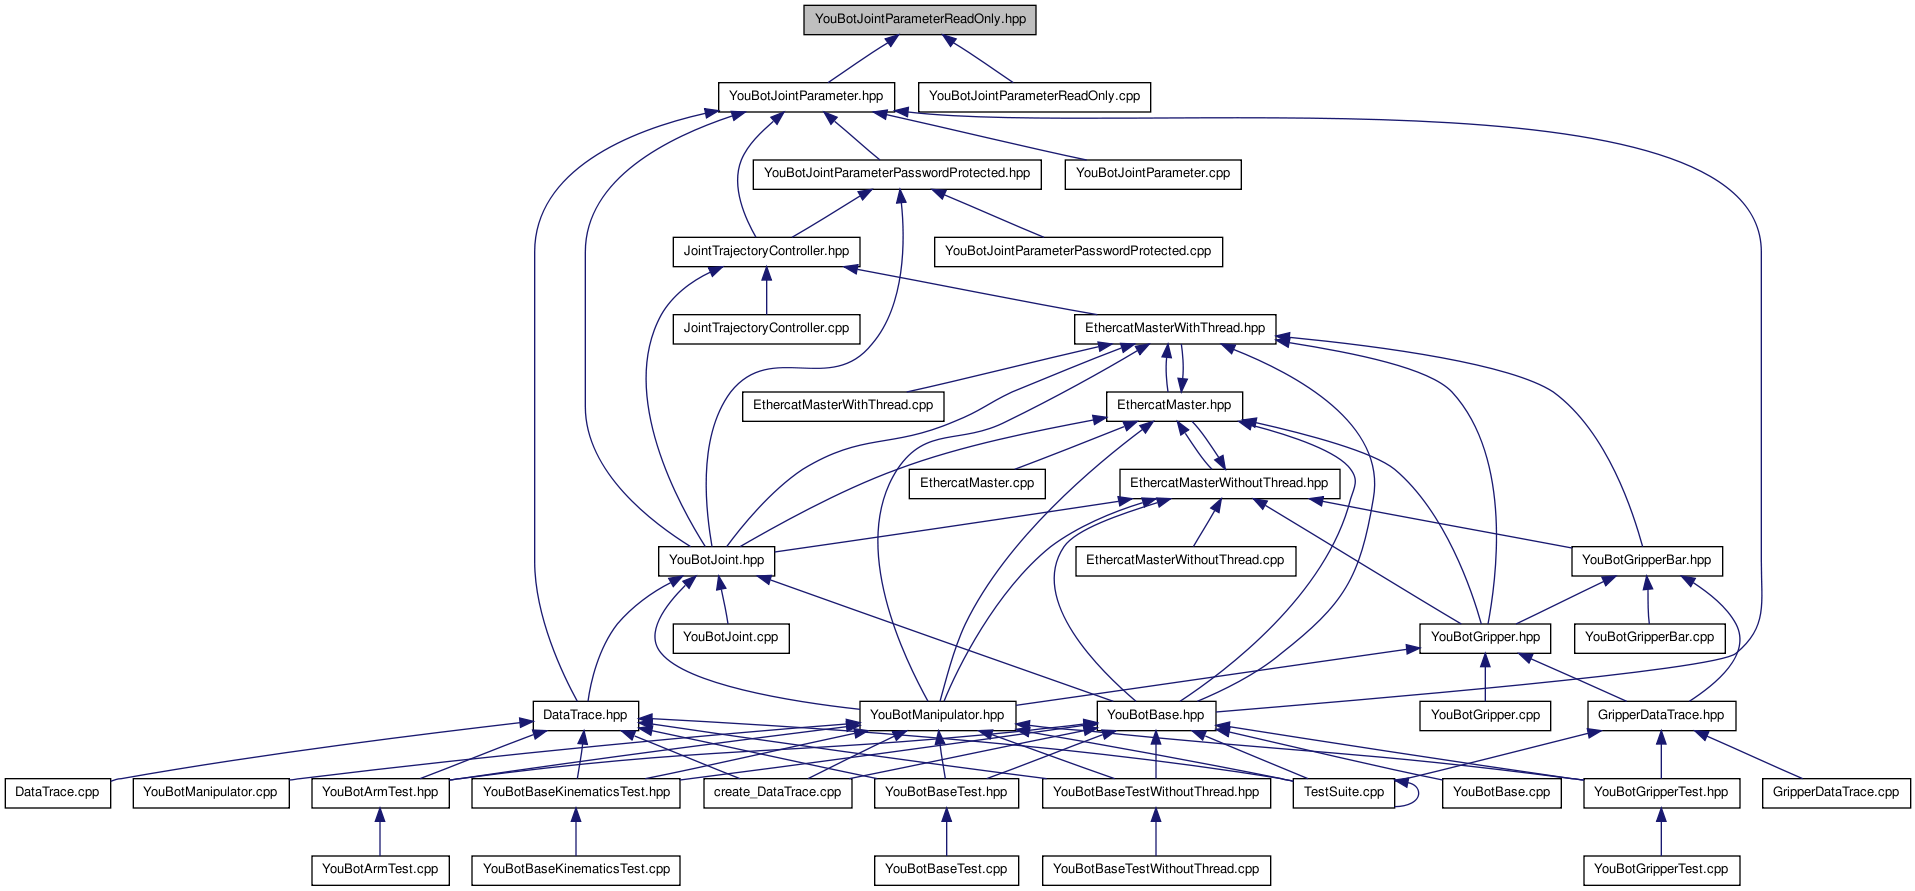 YouBotJointParameterReadOnly.hpp
YouBotJointParameter.hpp
YouBotJointParameterReadOnly.cpp
YouBotJointParameterPasswordProtected.hpp
YouBotJointParameter.cpp
JointTrajectoryController.hpp
YouBotJointParameterPasswordProtected.cpp
JointTrajectoryController.cpp
EthercatMasterWithThread.hpp
EthercatMasterWithThread.cpp
EthercatMaster.hpp
EthercatMaster.cpp
EthercatMasterWithoutThread.hpp
YouBotJoint.hpp
EthercatMasterWithoutThread.cpp
YouBotGripperBar.hpp
YouBotJoint.cpp
YouBotGripper.hpp
YouBotGripperBar.cpp
DataTrace.hpp
YouBotManipulator.hpp
YouBotBase.hpp
YouBotGripper.cpp
GripperDataTrace.hpp
DataTrace.cpp
YouBotManipulator.cpp
YouBotArmTest.hpp
YouBotBaseKinematicsTest.hpp
create_DataTrace.cpp
YouBotBaseTest.hpp
YouBotBaseTestWithoutThread.hpp
TestSuite.cpp
YouBotBase.cpp
YouBotGripperTest.hpp
GripperDataTrace.cpp
YouBotArmTest.cpp
YouBotBaseKinematicsTest.cpp
YouBotBaseTest.cpp
YouBotBaseTestWithoutThread.cpp
YouBotGripperTest.cpp